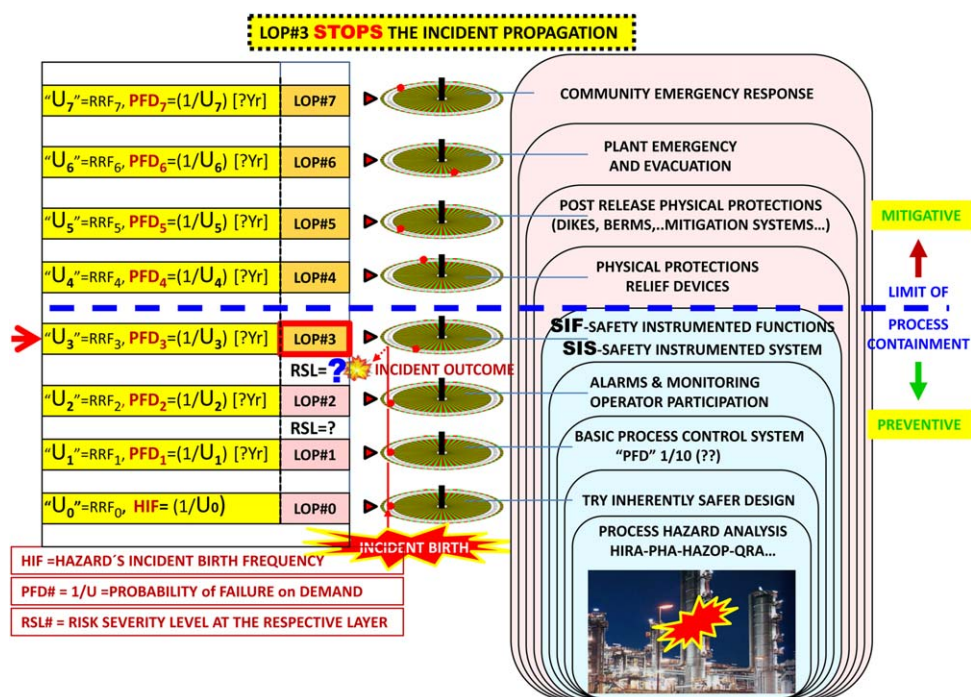 LOP#3 STOPS THE INCIDENT PROPAGATION
“U7”=RRF7, PFD7=(1/U7) [?Yr]
LOP#7
COMMUNITY EMERGENCY RESPONSE
“U6”=RRF6, PFD6=(1/U6) [?Yr]
LOP#6
PLANT EMERGENCY
AND EVACUATION
“U5”=RRF5, PFD5=(1/U5) [?Yr]
LOP#5
POST RELEASE PHYSICAL PROTECTIONS
(DIKES, BERMS,..MITIGATION SYSTEMS...)
MITIGATIVE
“U4”=RRF4, PFD4=(1/U4) [?Yr]
LOP#4
PHYSICAL PROTECTIONS
RELIEF DEVICES
LIMIT OF
PROCESS
CONTAINMENT
“U3”=RRF3, PFD3=(1/U3) [?Yr]
LOP#3
SIF-SAFETY INSTRUMENTED FUNCTIONS
SIS-SAFETY INSTRUMENTED SYSTEM
RSL=?
INCIDENT OUTCOME
“U2”=RRF2, PFD2=(1/U2) [?Yr]
LOP#2
ALARMS & MONITORING
OPERATOR PARTICIPATION
PREVENTIVE
RSL=?
“U1”=RRF1, PFD1=(1/U1) [?Yr]
LOP#1
BASIC PROCESS CONTROL SYSTEM
“PFD” 1/10 (??)
“U0”=RRF0, HIF= (1/U0)
LOP#0
TRY INHERENTLY SAFER DESIGN
INCIDENT BIRTH
PROCESS HAZARD ANALYSIS
HIRA-PHA-HAZOP-QRA...
HIF =HAZARD´S INCIDENT BIRTH FREQUENCY
PFD# = 1/U =PROBABILITY of FAILURE on DEMAND
RSL# = RISK SEVERITY LEVEL AT THE RESPECTIVE LAYER